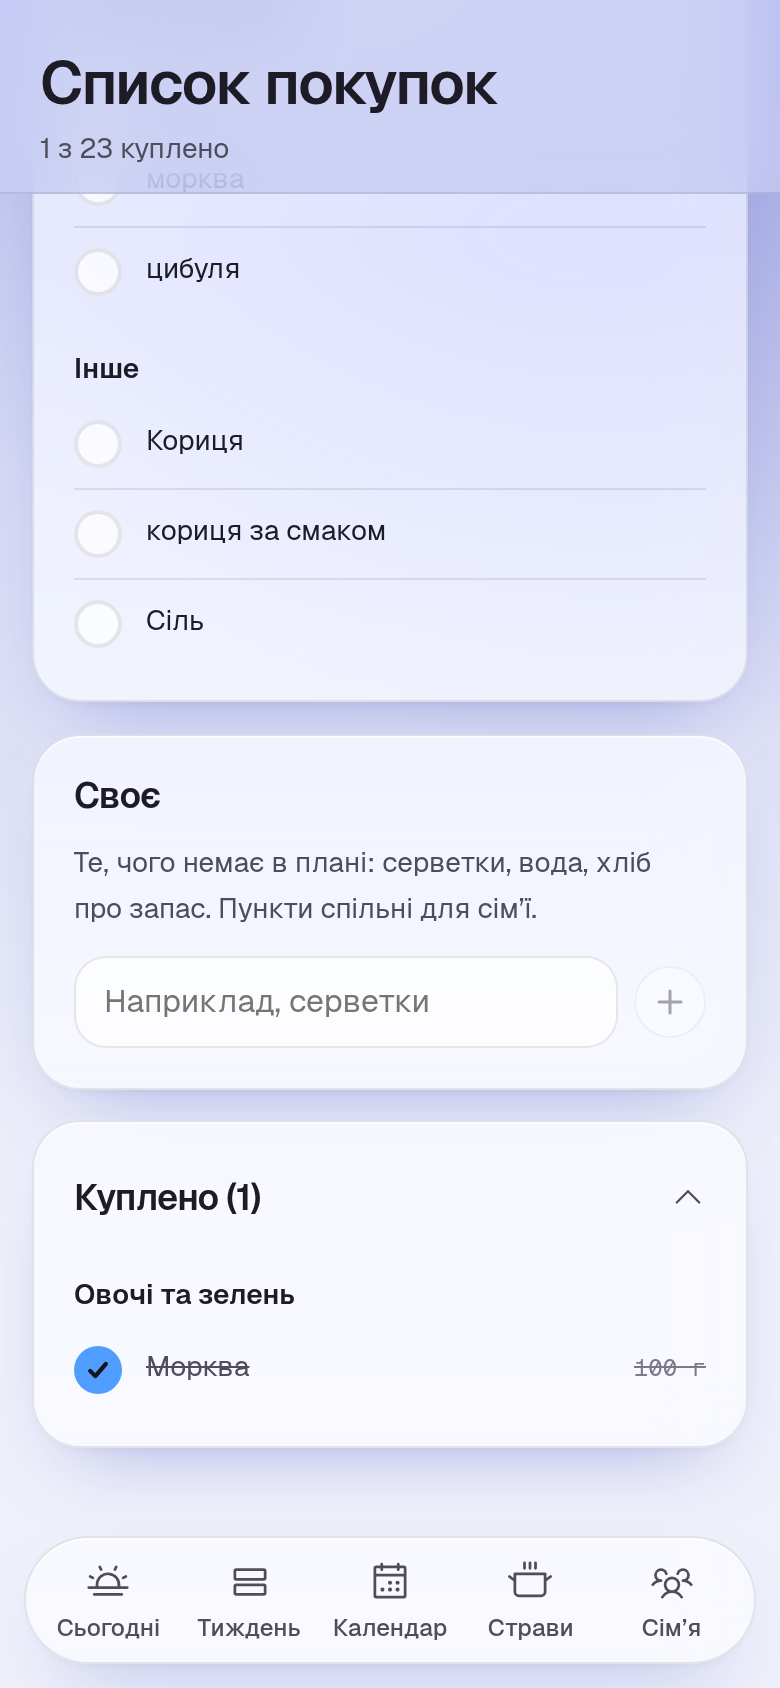 Список покупок
1 з 23 куплено
морква
цибуля
Інше
Кориця
кориця за смаком
Сіль
Своє
Те, чого немає в плані: серветки, вода, хліб
про запас. Пункти спільні для сім’ї.
Наприклад, серветки
Куплено (1)
Овочі та зелень
Морква 100 г
Сьогодні Тиждень Календар Страви Сім’я